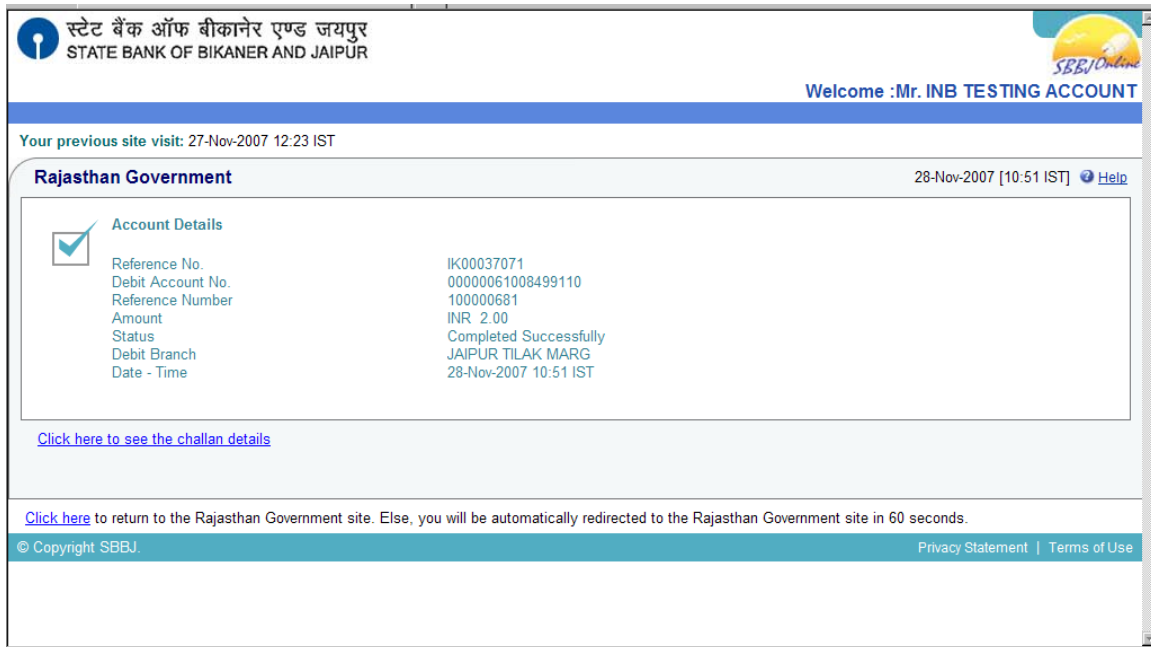 स्टेट बैंक ऑफ बीकानेर एण्ड जयपुर
STATE BANK OF BIKANER AND JAIPUR
SBBJOnline
Welcome :Mr. INB TESTING ACCOUNT
Your previous site visit: 27-Nov-2007 12:23 IST
Rajasthan Government 28-Nov-2007 [10:51 IST] Help
Account Details
Reference No. IK00037071
Debit Account No. 00000061008499110
Reference Number 100000681
Amount INR 2.00
Status Completed Successfully
Debit Branch JAIPUR TILAK MARG
Date - Time 28-Nov-2007 10:51 IST
Click here to see the challan details
Click here to return to the Rajasthan Government site. Else, you will be automatically redirected to the Rajasthan Government site in 60 seconds.
© Copyright SBBJ. Privacy Statement | Terms of Use